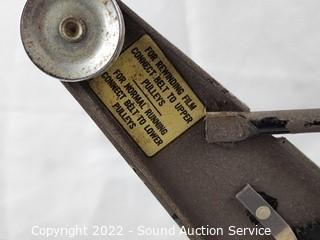 FOR REWINDING FILM
CONNECT BELT TO UPPER
PULLEYS
FOR NORMAL RUNNING
CONNECT BELT TO LOWER
PULLEYS
Copyright 2022 - Sound Auction Service